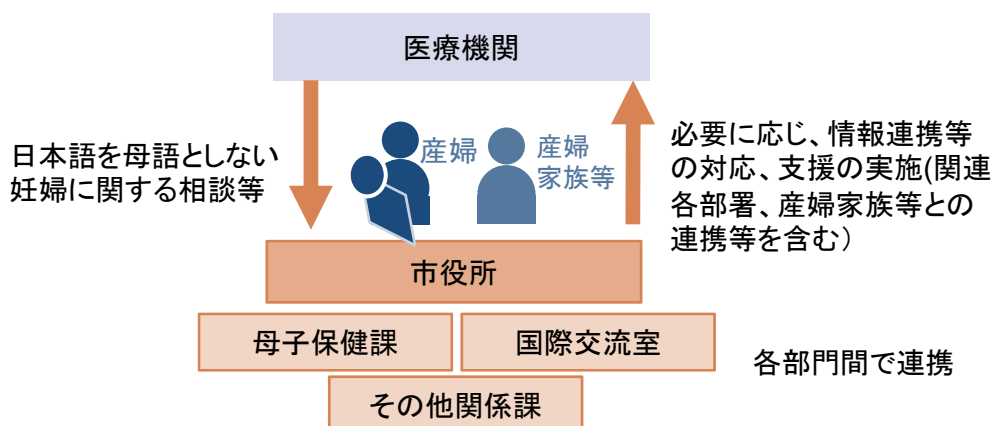 医療機関
日本語を母語としない
妊婦に関する相談等
産婦
産婦
家族等
必要に応じ、情報連携等
の対応、支援の実施(関連
各部署、産婦家族等との
連携等を含む）
市役所
母子保健課
国際交流室
その他関係課
各部門間で連携